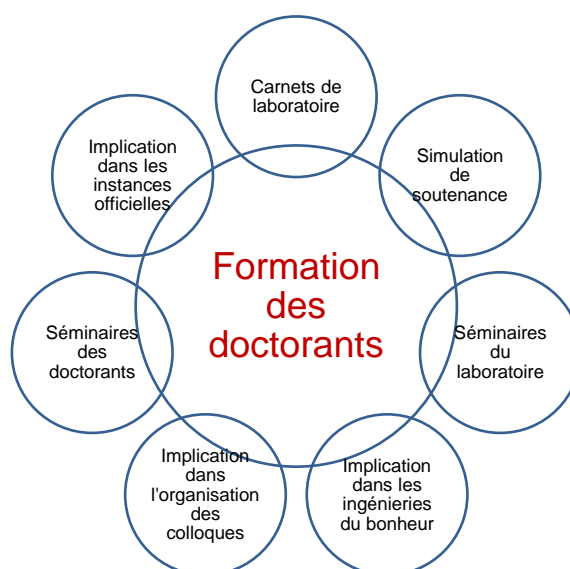 Carnets de
laboratoire
Simulation
de
soutenance
Séminaires
du
laboratoire
Implication
dans les
ingénieries
du bonheur
Implication
dans
l'organisation
des
colloques
Séminaires
des
doctorants
Implication
dans les
instances
officielles
Formation
des
doctorants